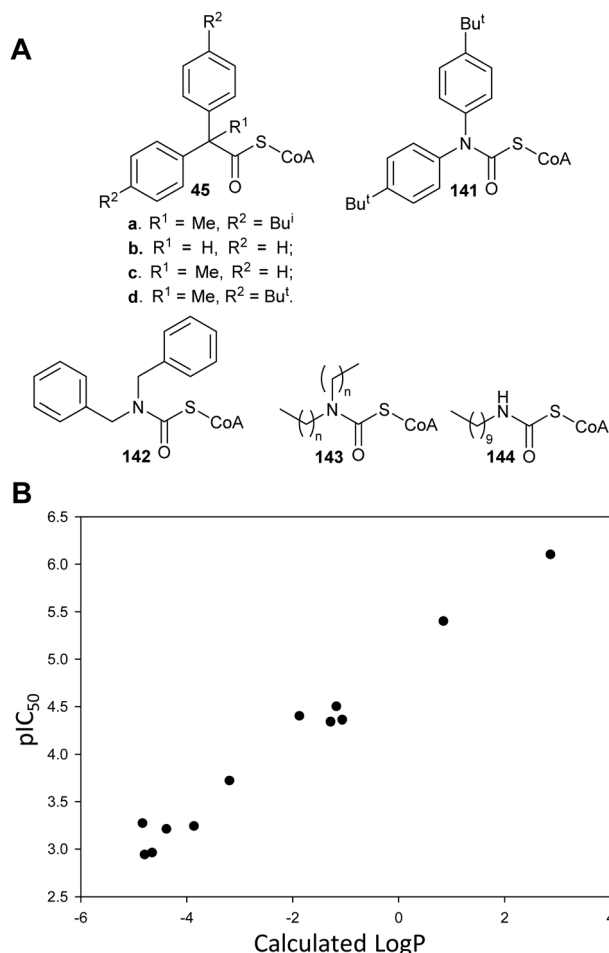 A
R²
R¹
S
CoA
O
R²
45
a. R¹ = Me, R² = Buⁱ
b. R¹ = H, R² = H;
c. R¹ = Me, R² = H;
d. R¹ = Me, R² = Buᵗ.
Buᵗ
N
S
CoA
O
Buᵗ
141
N
S
CoA
O
142
( )n
N
S
( )n
CoA
O
143
H
N
S
( )9
CoA
O
144
B
6.5
6.0
5.5
5.0
4.5
4.0
3.5
3.0
2.5
pIC₅₀
-6 -4 -2 0 2 4
Calculated LogP